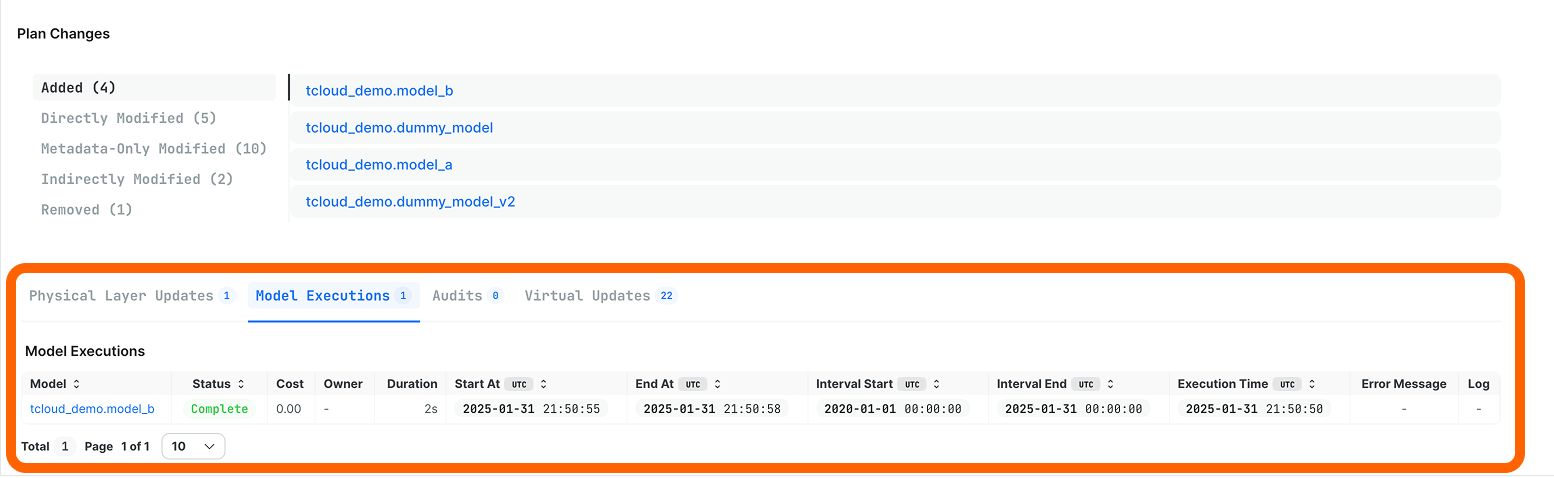 Plan Changes
Added (4)
tcloud_demo.model_b
Directly Modified (5)
tcloud_demo.dummy_model
Metadata-Only Modified (10)
tcloud_demo.model_a
Indirectly Modified (2)
tcloud_demo.dummy_model_v2
Removed (1)
Physical Layer Updates 1 Model Executions 1 Audits 0 Virtual Updates 22
Model Executions
Model Status Cost Owner Duration Start At UTC End At UTC Interval Start UTC Interval End UTC Execution Time UTC Error Message Log
tcloud_demo.model_b Complete 0.00 - 2s 2025-01-31 21:50:55 2025-01-31 21:50:58 2020-01-01 00:00:00 2025-01-31 00:00:00 2025-01-31 21:50:50 - -
Total 1 Page 1 of 1 10